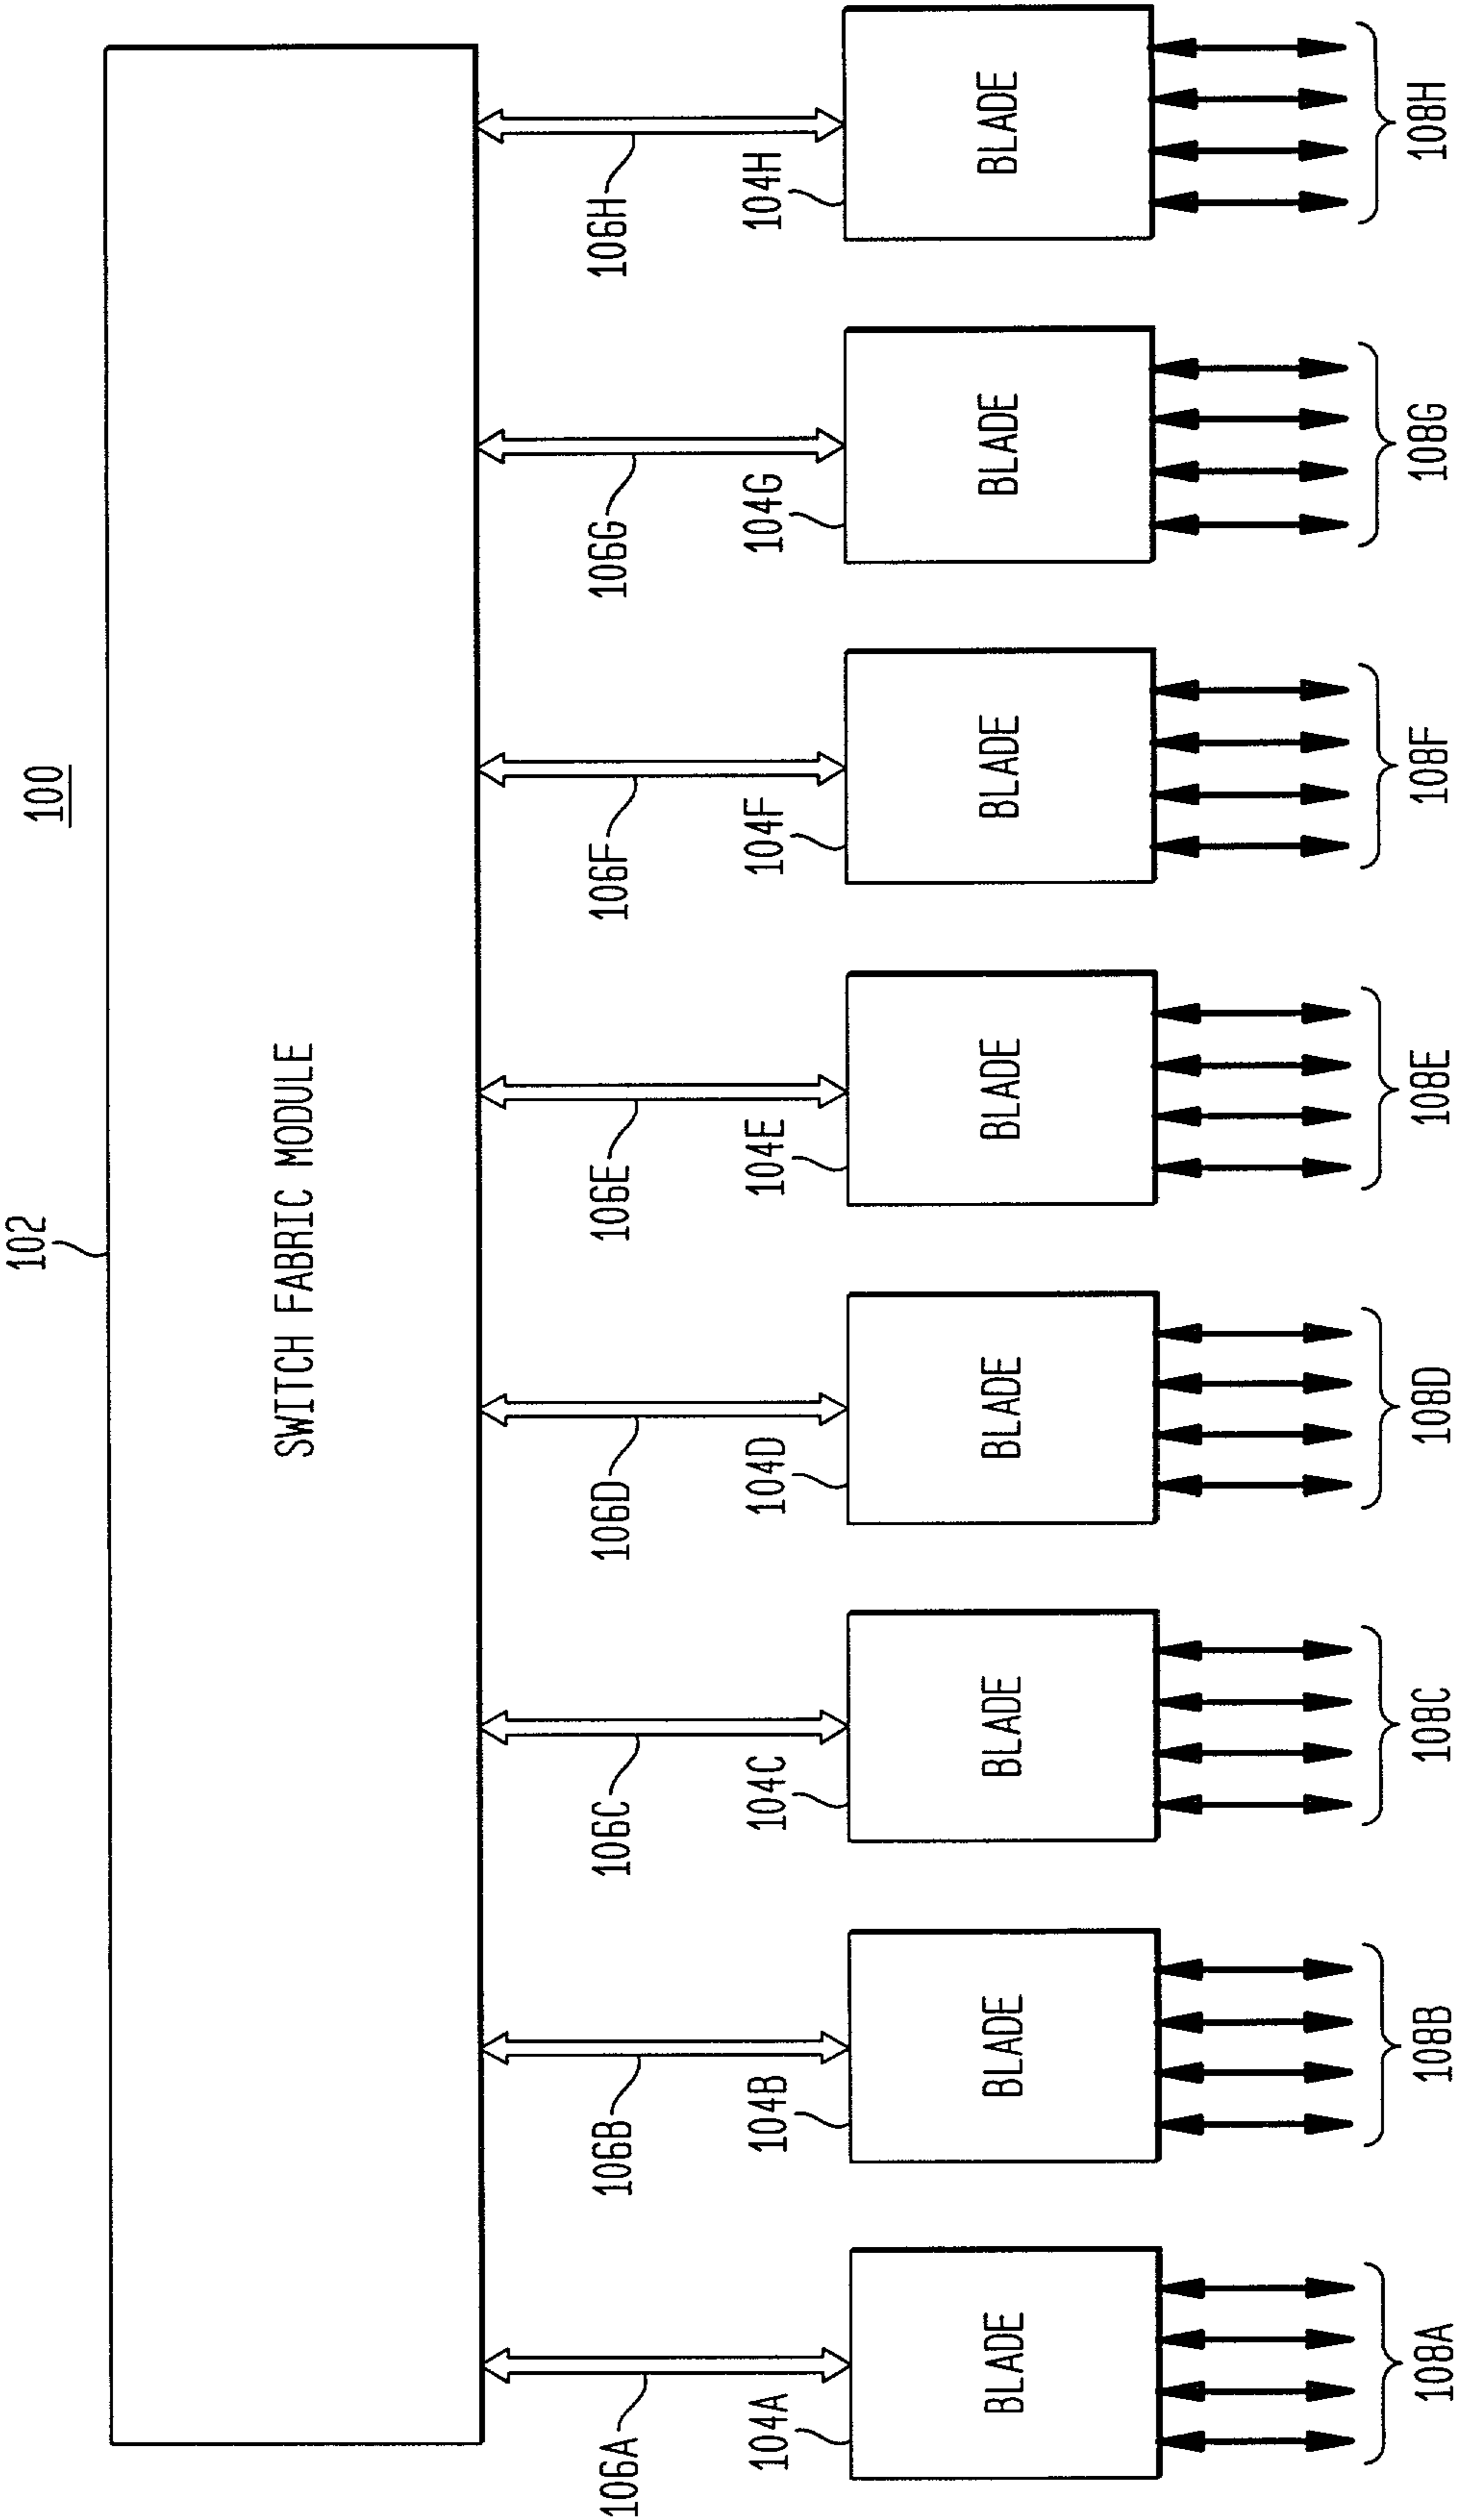 100
102
SWITCH FABRIC MODULE
106A
106B
106C
106D
106E
106F
106G
106H
104A
104B
104C
104D
104E
104F
104G
104H
BLADE
BLADE
BLADE
BLADE
BLADE
BLADE
BLADE
BLADE
108A
108B
108C
108D
108E
108F
108G
108H